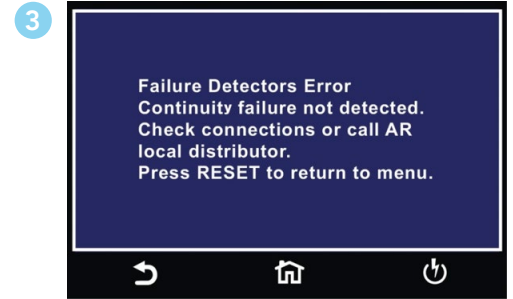 3
Failure Detectors Error
Continuity failure not detected.
Check connections or call AR
local distributor.
Press RESET to return to menu.